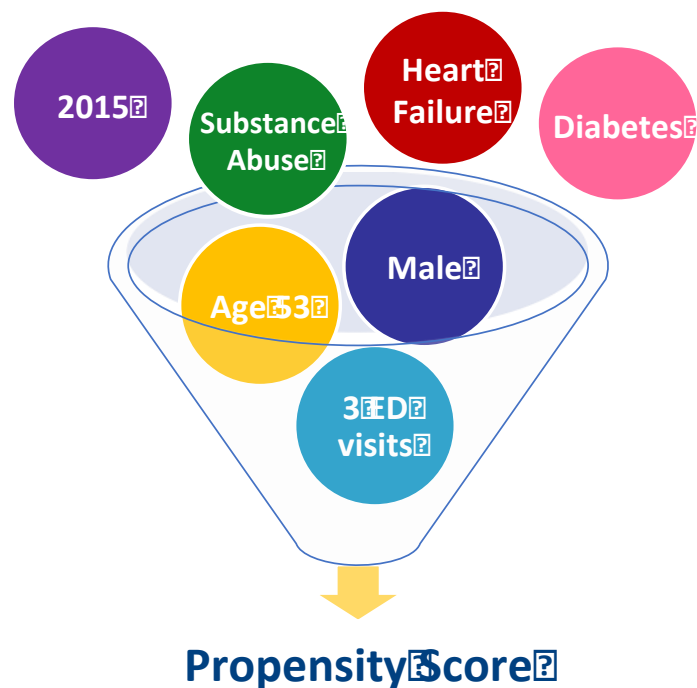 2015
Substance
Abuse
Heart
Failure
Diabetes
Age 53
Male
3 ED
visits
Propensity Score